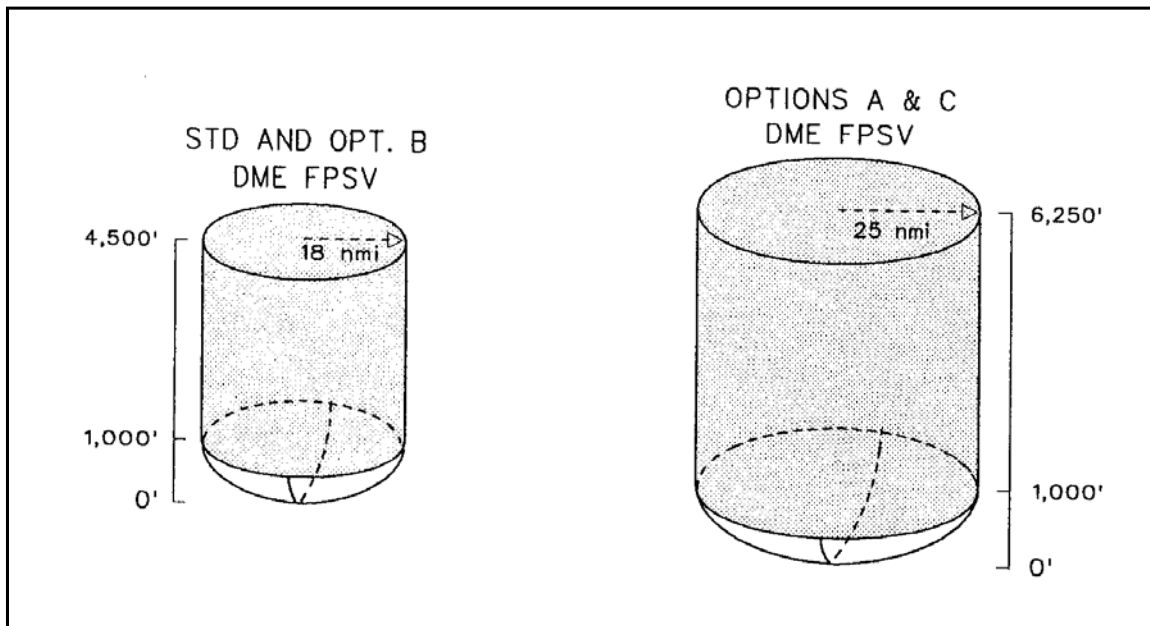 STD AND OPT. B
DME FPSV
4,500'
18 nmi
1,000'
0'
OPTIONS A & C
DME FPSV
6,250'
25 nmi
1,000'
0'